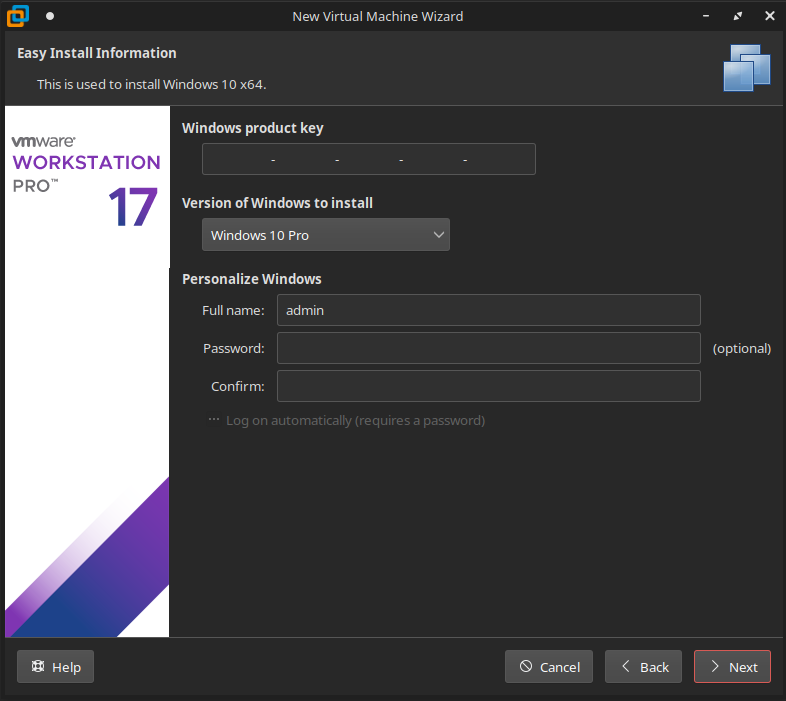 New Virtual Machine Wizard
Easy Install Information
This is used to install Windows 10 x64.
vmware®
WORKSTATION
PRO™
17
Windows product key
- - - -
Version of Windows to install
Windows 10 Pro
Personalize Windows
Full name: admin
Password: (optional)
Confirm:
Log on automatically (requires a password)
Help Cancel Back Next